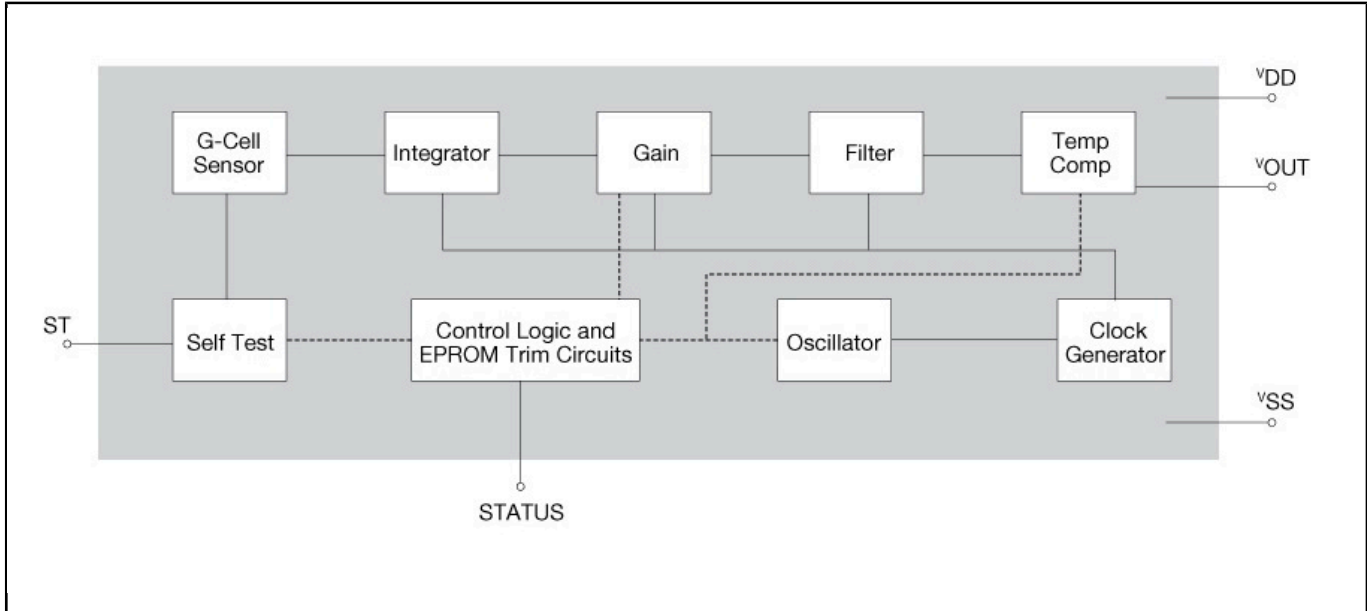 VDD
G-Cell
Sensor
Integrator
Gain
Filter
Temp
Comp
VOUT
ST
Self Test
Control Logic and
EPROM Trim Circuits
Oscillator
Clock
Generator
VSS
STATUS